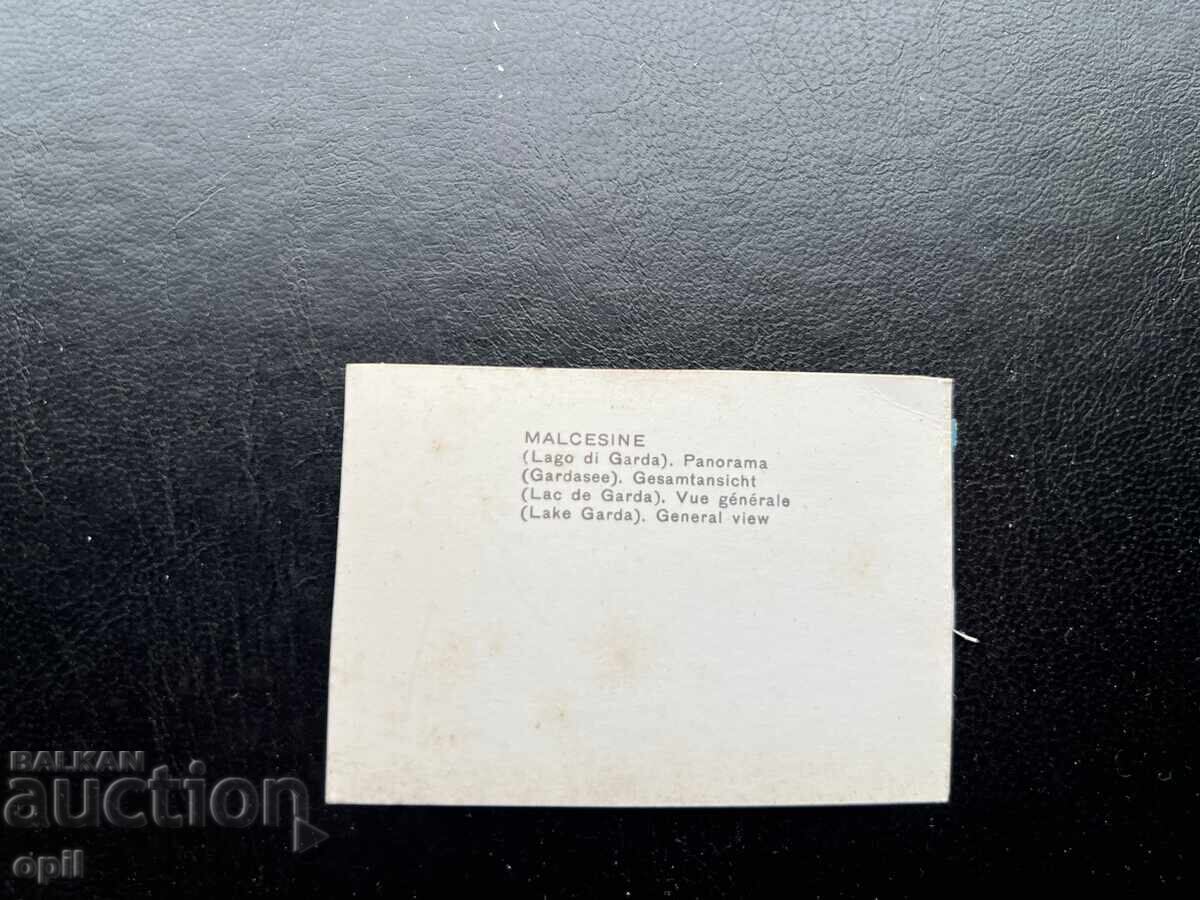 MALCESINE
(Lago di Garda). Panorama
(Gardasee). Gesamtansicht
(Lac de Garda). Vue générale
(Lake Garda). General view
BALKAN
auction
opil